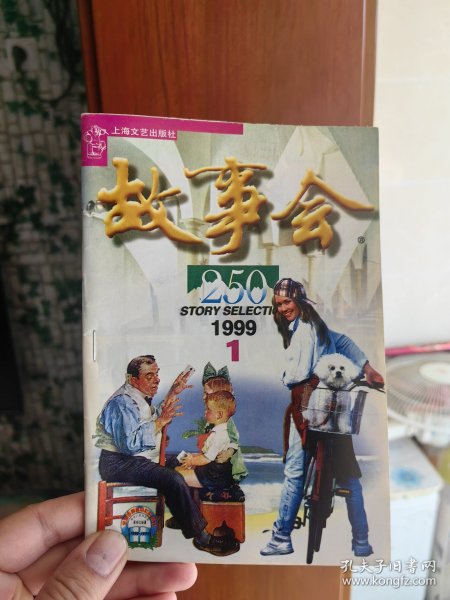 上海文艺出版社
故事会
®
250
STORY SELECTI
1999
1
孔夫子旧书网
www.kongfz.com